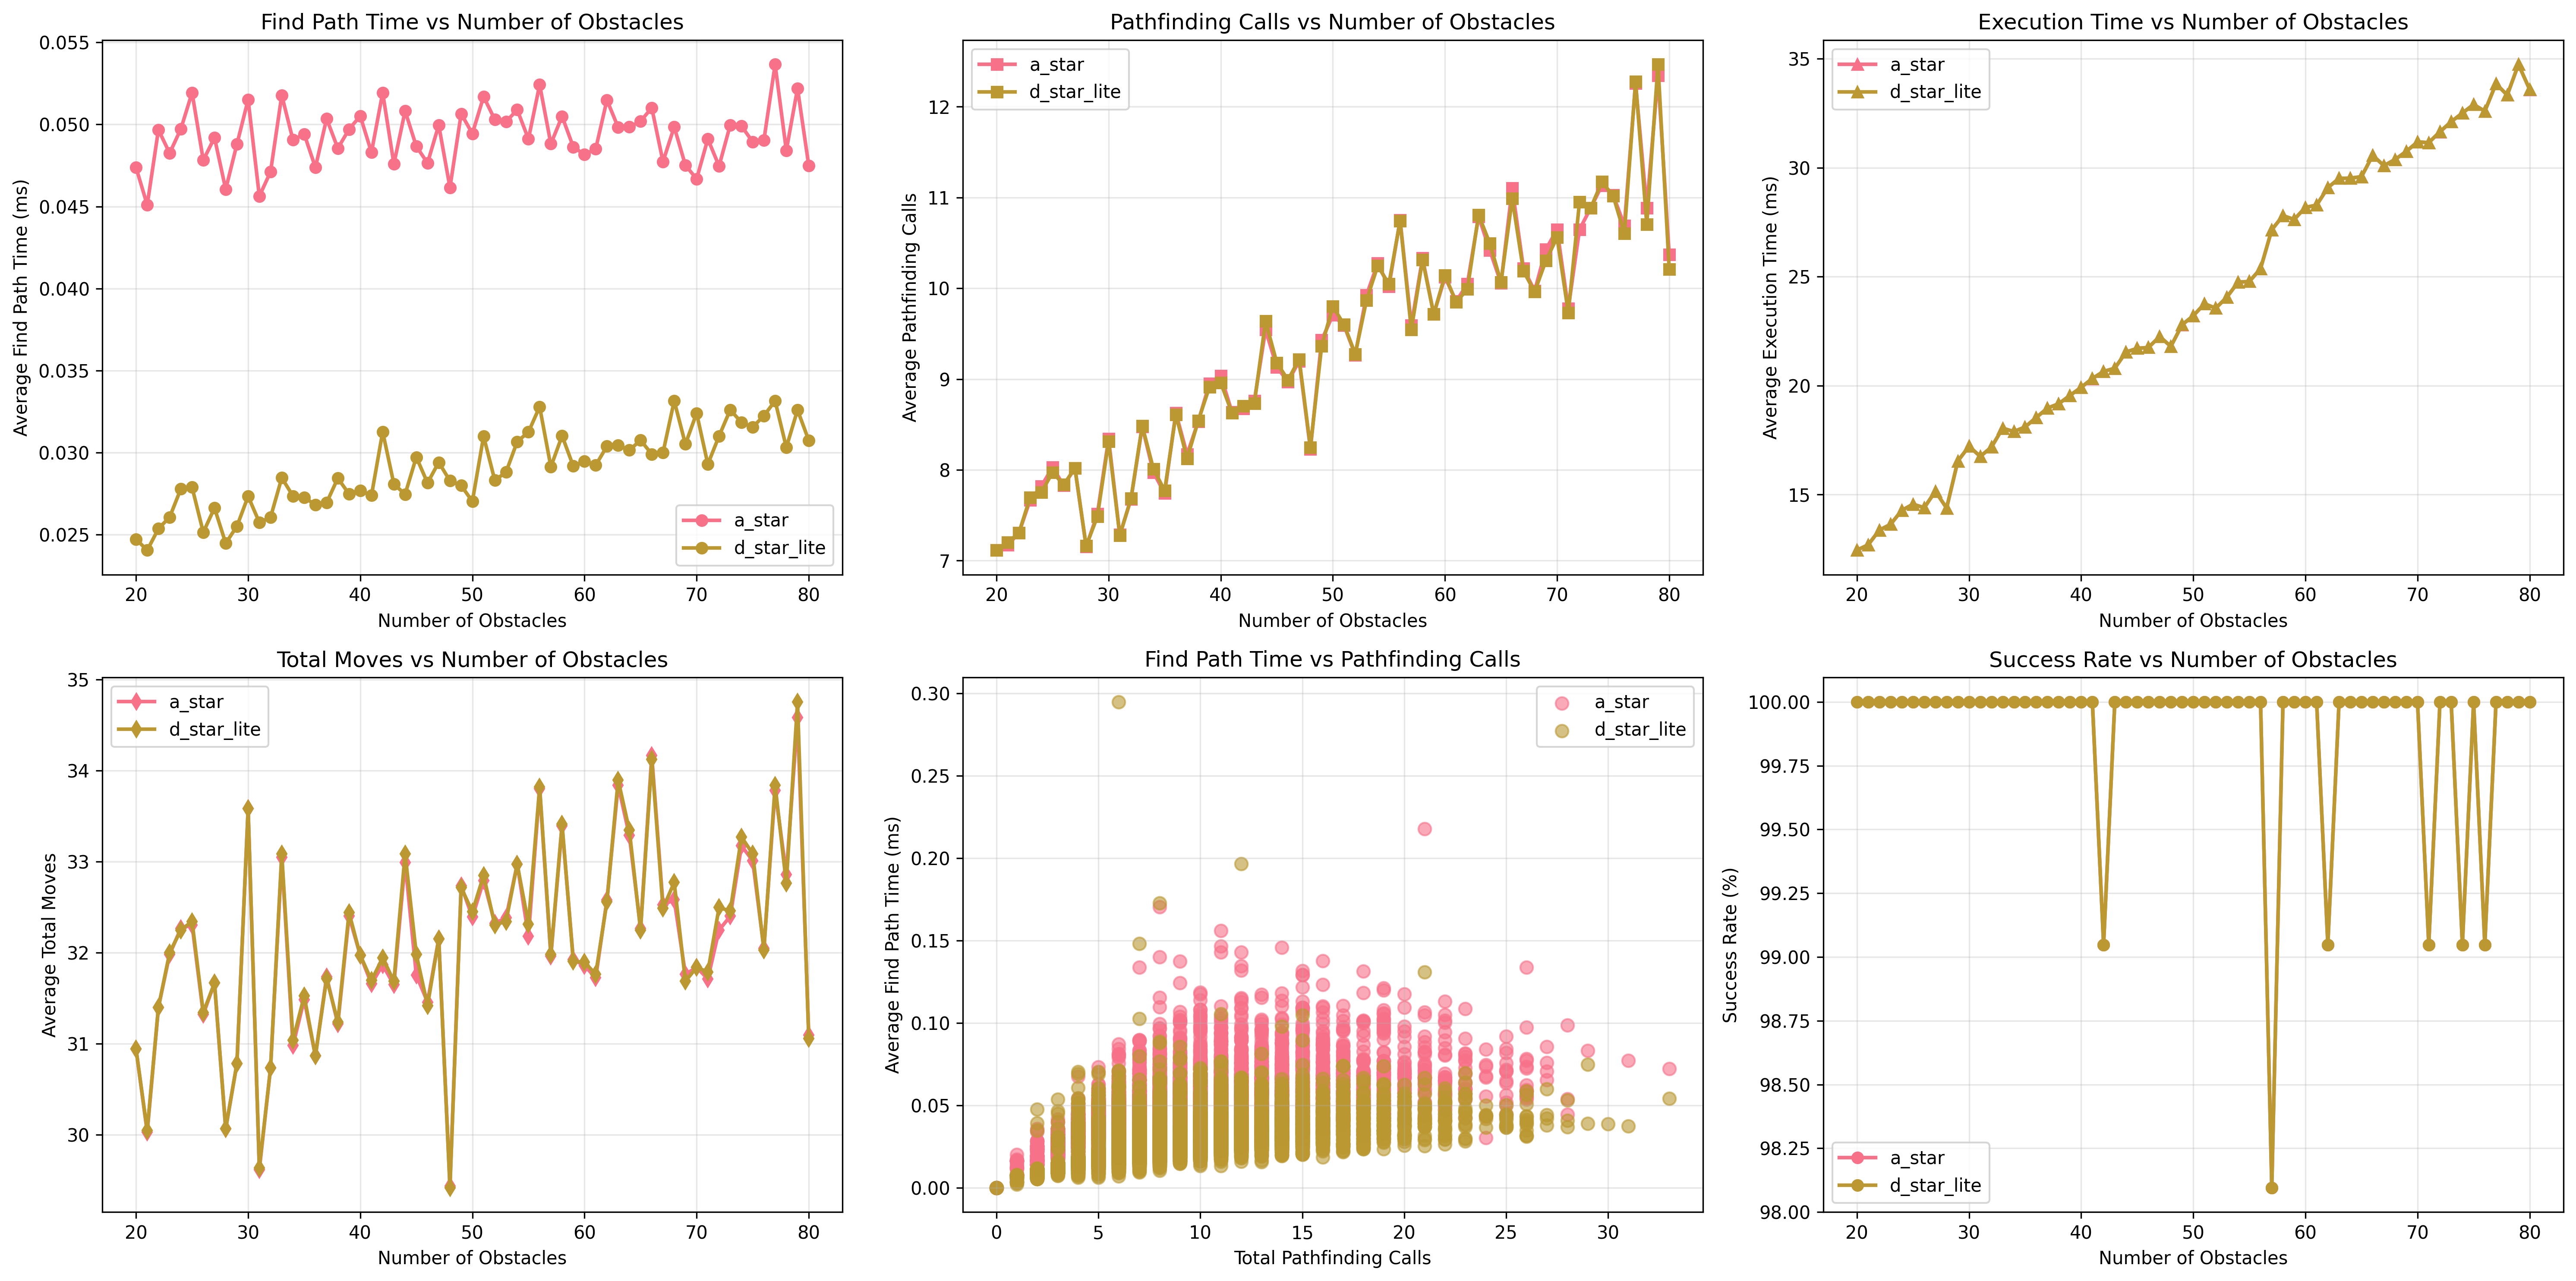 Find Path Time vs Number of Obstacles
Average Find Path Time (ms)
0.055
0.050
0.045
0.040
0.035
0.030
0.025
a_star
d_star_lite
20 30 40 50 60 70 80
Number of Obstacles
Pathfinding Calls vs Number of Obstacles
Average Pathfinding Calls
a_star
d_star_lite
12
11
10
9
8
7
20 30 40 50 60 70 80
Number of Obstacles
Execution Time vs Number of Obstacles
Average Execution Time (ms)
a_star
d_star_lite
35
30
25
20
15
20 30 40 50 60 70 80
Number of Obstacles
Total Moves vs Number of Obstacles
Average Total Moves
a_star
d_star_lite
35
34
33
32
31
30
20 30 40 50 60 70 80
Number of Obstacles
Find Path Time vs Pathfinding Calls
Average Find Path Time (ms)
a_star
d_star_lite
0.30
0.25
0.20
0.15
0.10
0.05
0.00
0 5 10 15 20 25 30
Total Pathfinding Calls
Success Rate vs Number of Obstacles
Success Rate (%)
100.00
99.75
99.50
99.25
99.00
98.75
98.50
98.25
98.00
a_star
d_star_lite
20 30 40 50 60 70 80
Number of Obstacles